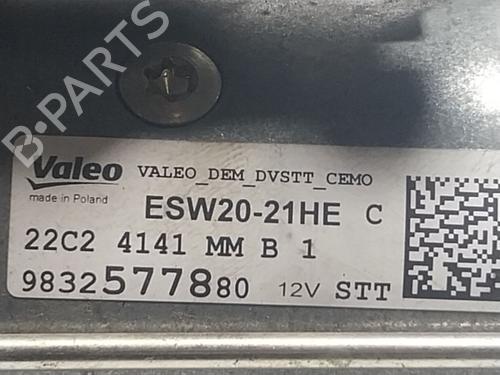 B-PARTS
Valeo VALEO_DEM_DVSTT_CEMO
made in Poland
ESW20-21HE C
22C2 4141 MM B 1
9832577880 12V STT